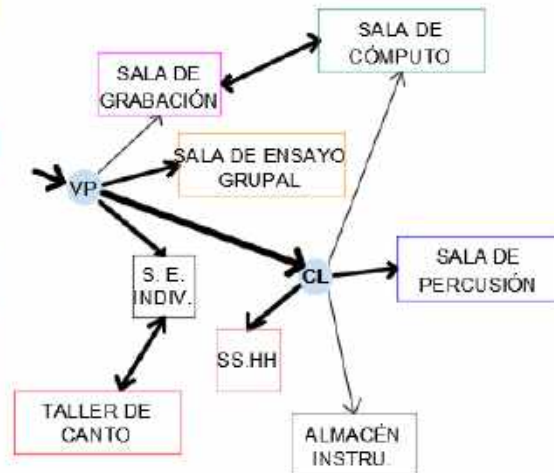 SALA DE
CÓMPUTO
SALA DE
GRABACIÓN
SALA DE ENSAYO
GRUPAL
VP
S. E.
INDIV.
CL
SALA DE
PERCUSIÓN
SS.HH
TALLER DE
CANTO
ALMACÉN
INSTRU.